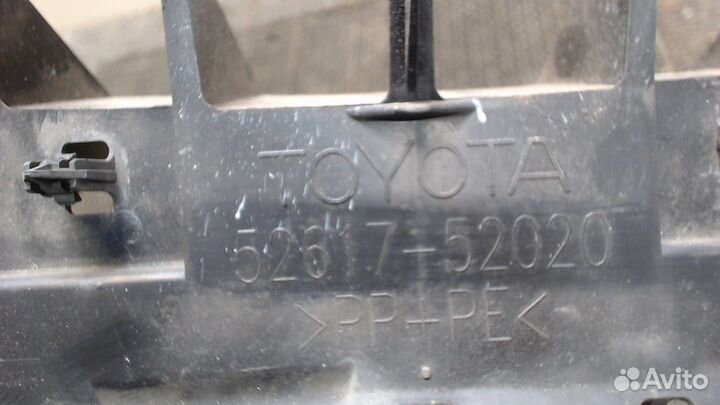 TOYOTA
52617-52020
>PP+PE<
Avito